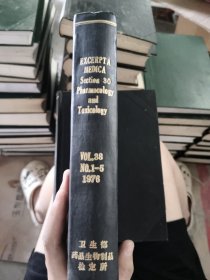 EXCERPTA
MEDICA
Section 30
Pharmacology
and
Toxicology
VOL.38
NO.1-5
1976
卫生部
药品生物制品
检定所